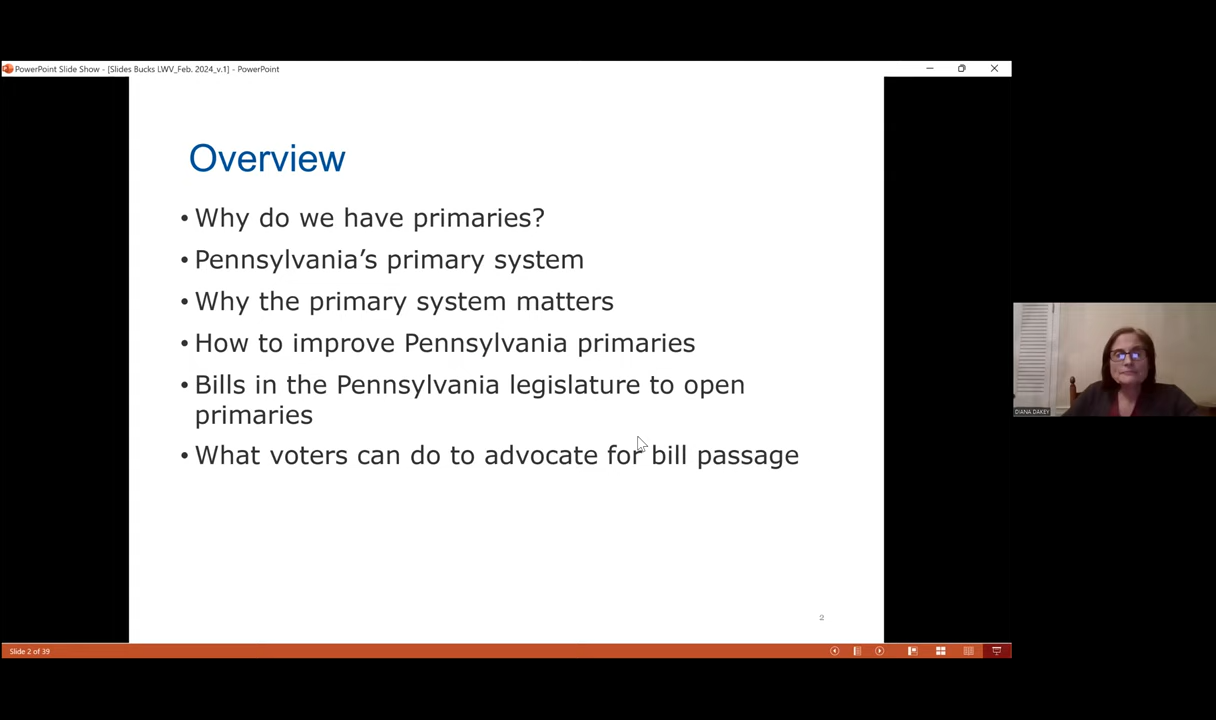 PowerPoint Slide Show - [Slides Bucks LWV_Feb. 2024_v.1] - PowerPoint
Overview
• Why do we have primaries?
• Pennsylvania’s primary system
• Why the primary system matters
• How to improve Pennsylvania primaries
• Bills in the Pennsylvania legislature to open
primaries
• What voters can do to advocate for bill passage
DIANA DAKEY
2
Slide 2 of 39